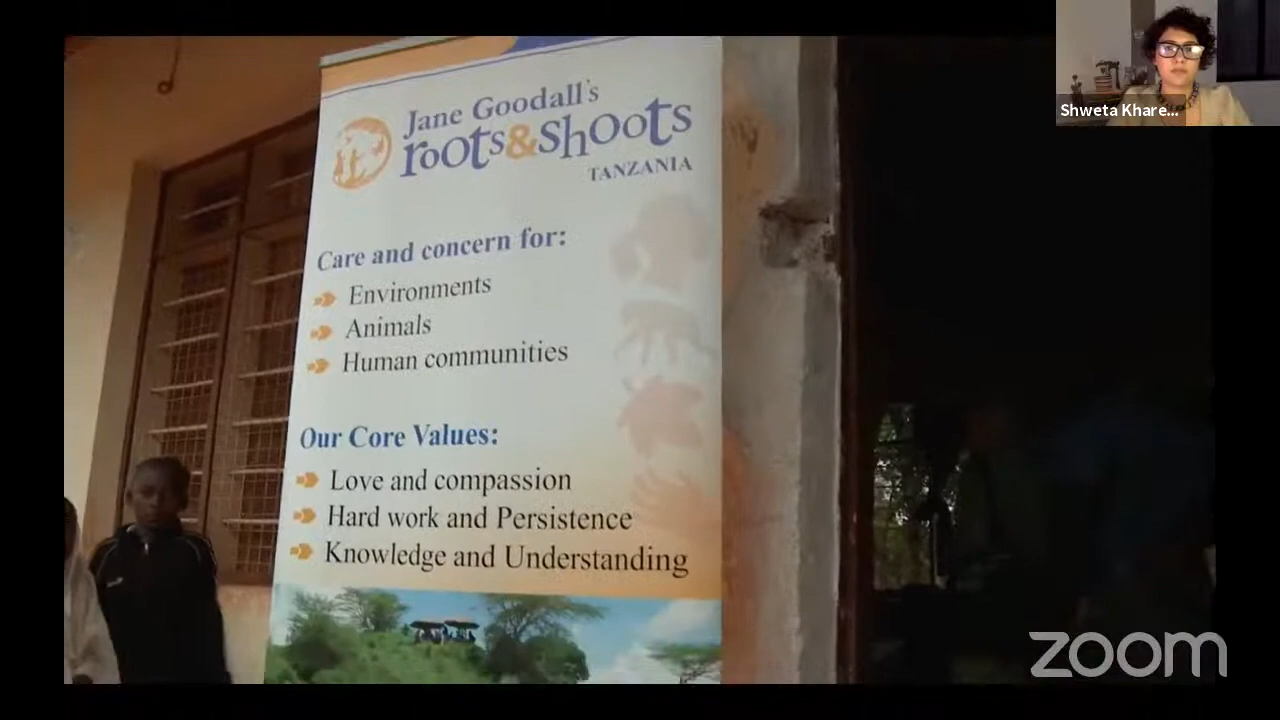 Jane Goodall's
roots&shoots
TANZANIA
Care and concern for:
Environments
Animals
Human communities
Our Core Values:
Love and compassion
Hard work and Persistence
Knowledge and Understanding
Shweta Khare...
zoom